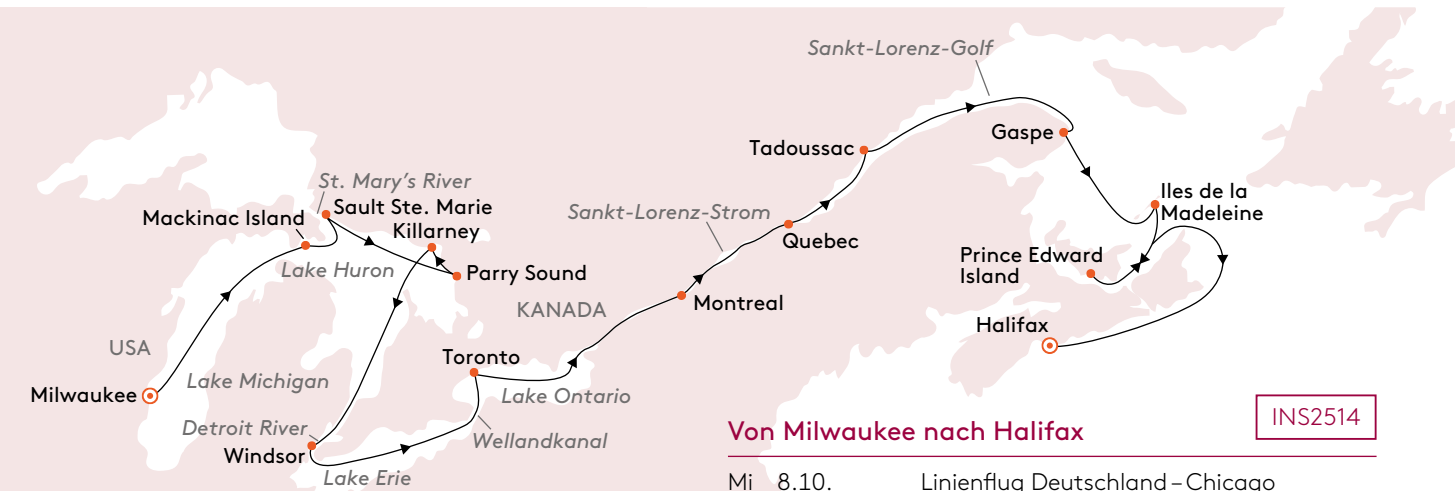 Sankt-Lorenz-Golf
Gaspe
Tadoussac
St. Mary's River
Sault Ste. Marie
Mackinac Island
Killarney
Iles de la
Madeleine
Sankt-Lorenz-Strom
Quebec
Lake Huron
Parry Sound
Prince Edward
Island
KANADA
Montreal
Halifax
USA
Toronto
Milwaukee
Lake Michigan
Lake Ontario
Detroit River
Wellandkanal
Windsor
Lake Erie
Von Milwaukee nach Halifax
INS2514
Mi 8.10. Linienflug Deutschland – Chicago